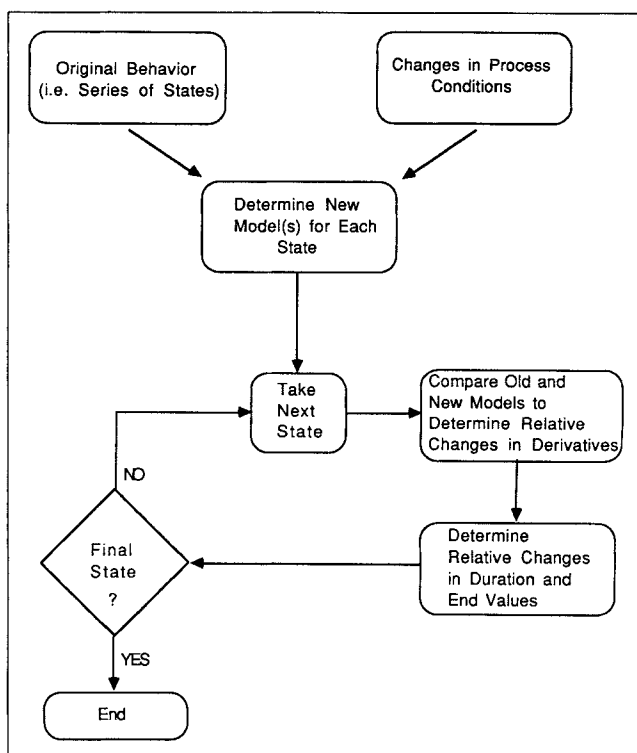 Original Behavior
(i.e. Series of States)
Changes in Process
Conditions
Determine New
Model(s) for Each
State
Take
Next
State
Compare Old and
New Models to
Determine Relative
Changes in Derivatives
NO
Final
State
?
Determine
Relative Changes
in Duration and
End Values
YES
End